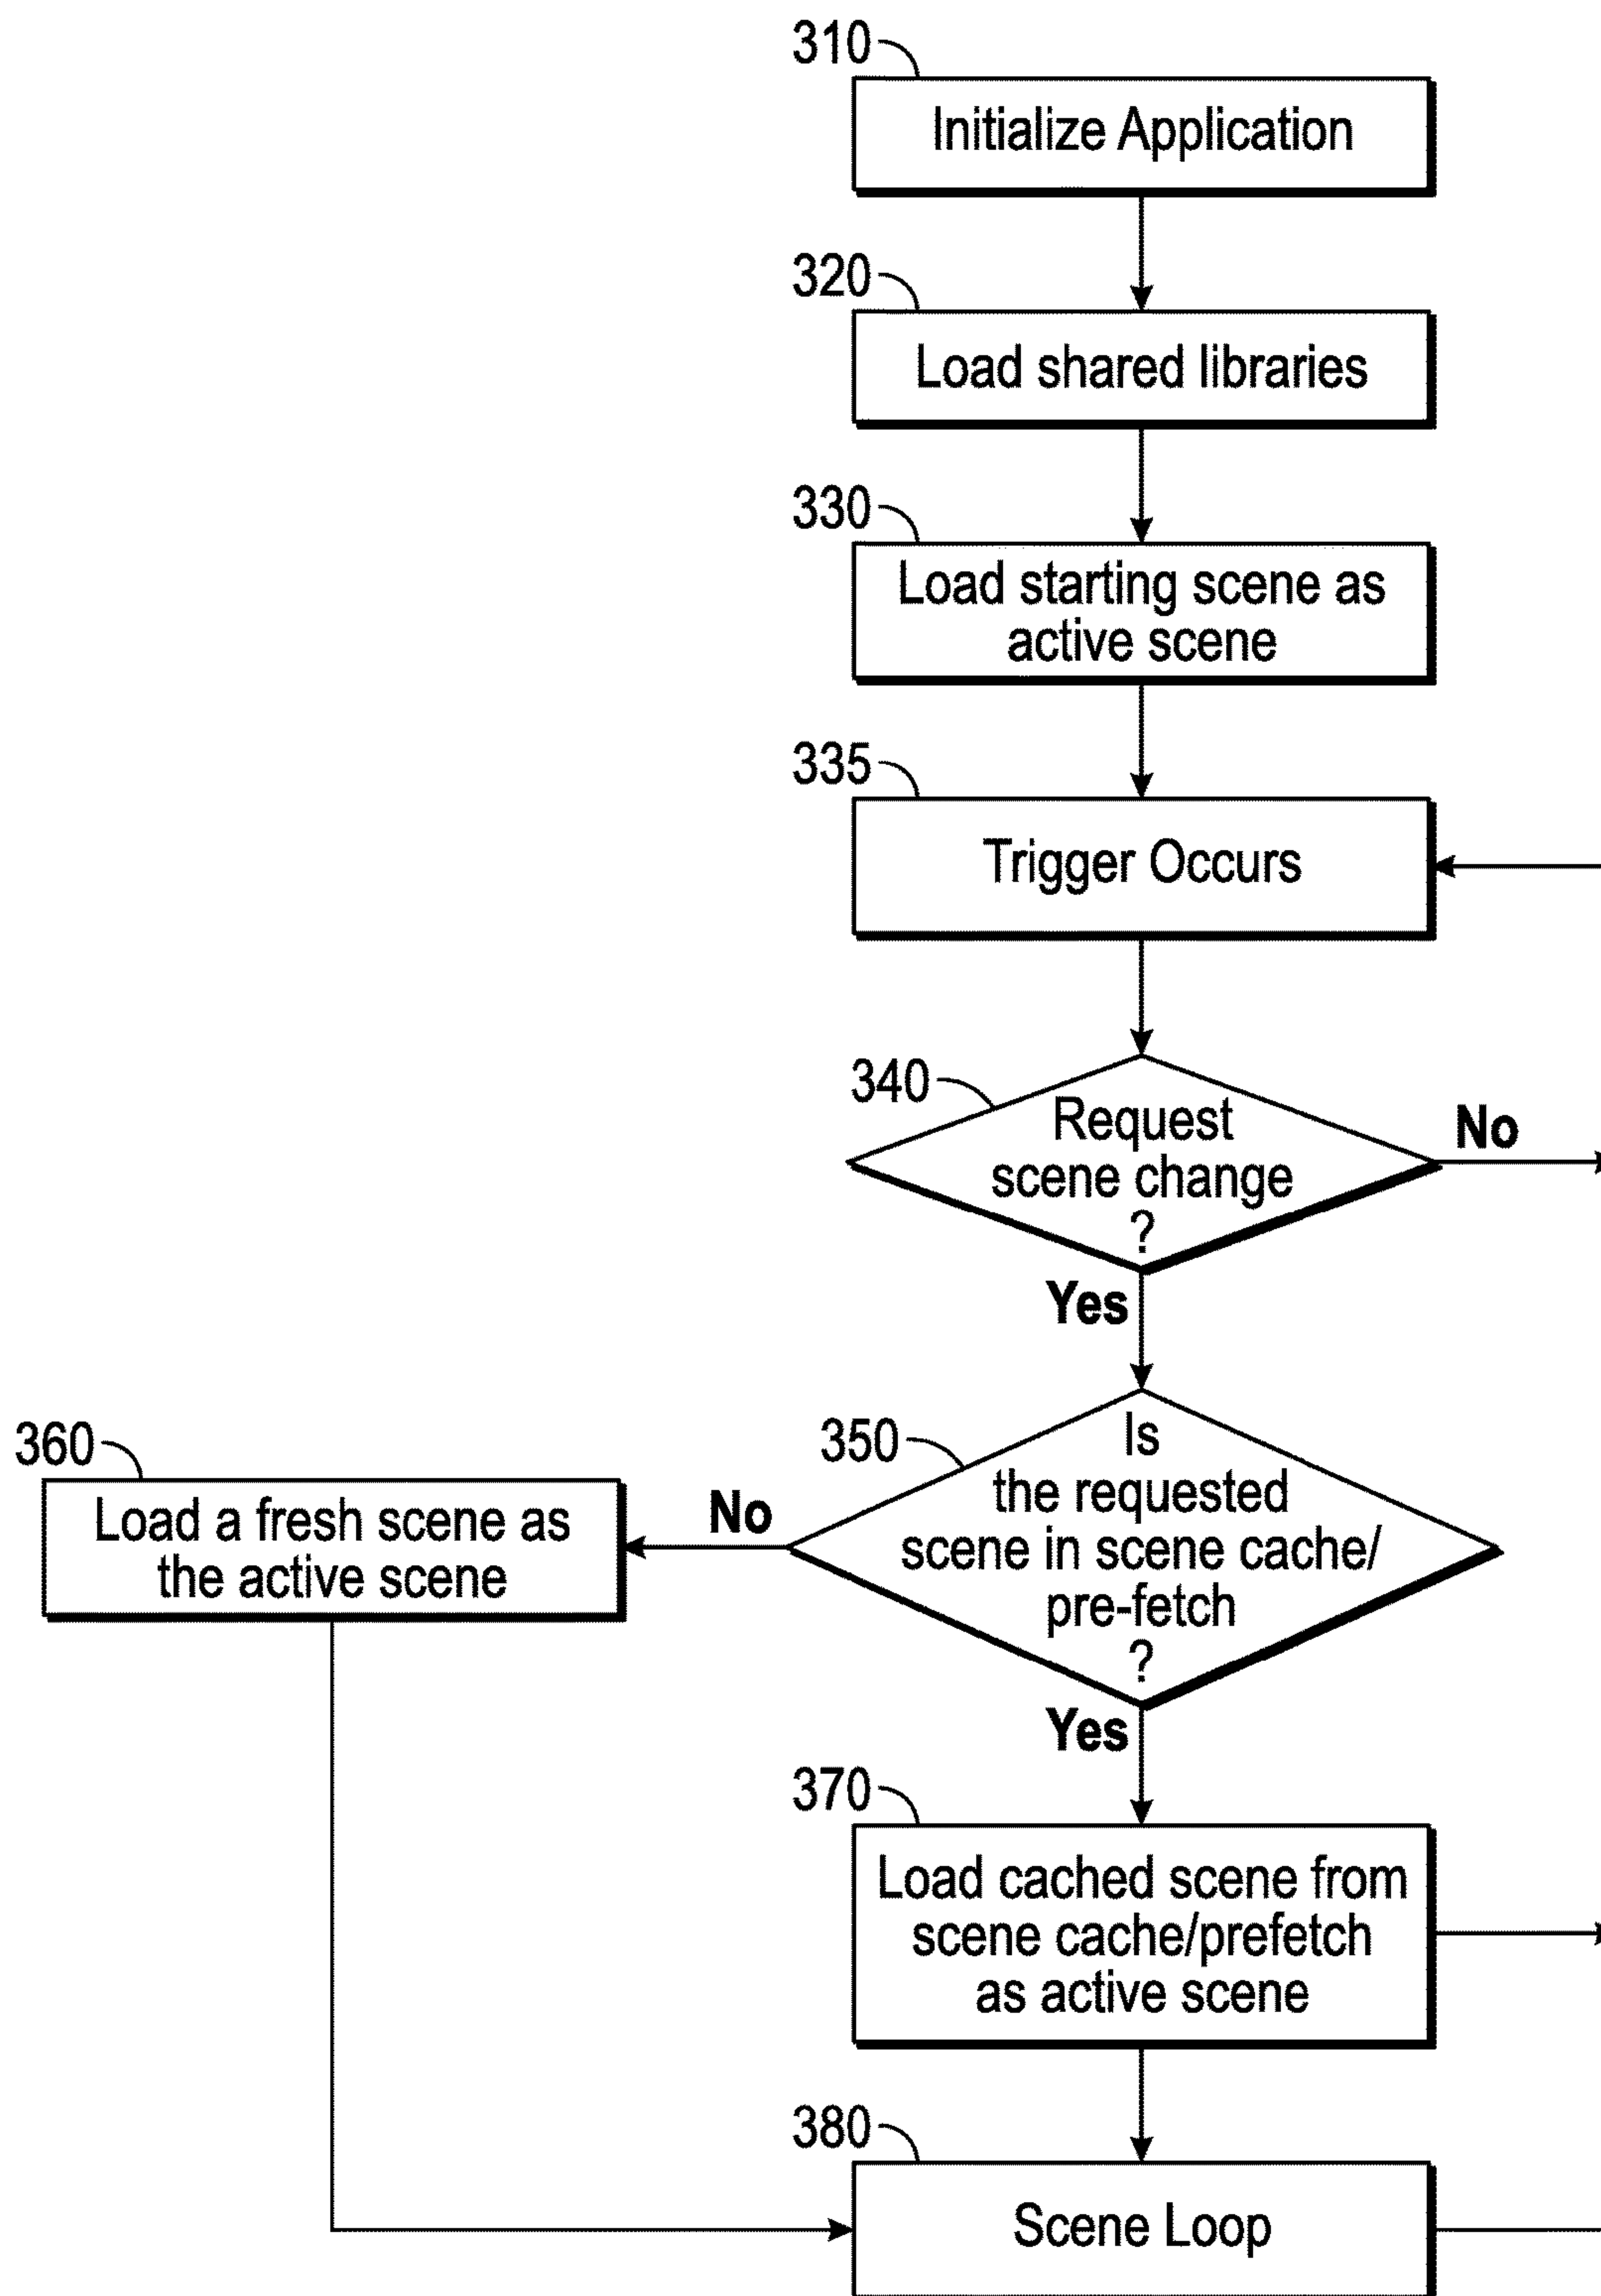 310
Initialize Application
320
Load shared libraries
330
Load starting scene as
active scene
335
Trigger Occurs
340
Request
scene change
?
No
Yes
350
Is
the requested
scene in scene cache/
pre-fetch
?
No
360
Load a fresh scene as
the active scene
Yes
370
Load cached scene from
scene cache/prefetch
as active scene
380
Scene Loop